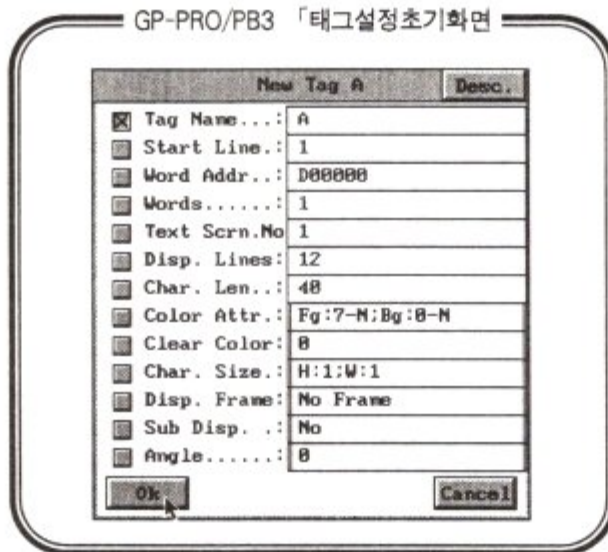 GP-PRO/PB3 「태그설정초기화면
New Tag A Desc.
Tag Name...: A
Start Line.: 1
Word Addr..: D00000
Words......: 1
Text Scrn.No 1
Disp. Lines: 12
Char. Len..: 40
Color Attr.: Fg:7-N;Bg:0-N
Clear Color: 0
Char. Size.: H:1;W:1
Disp. Frame: No Frame
Sub Disp. .: No
Angle......: 0
Ok Cancel